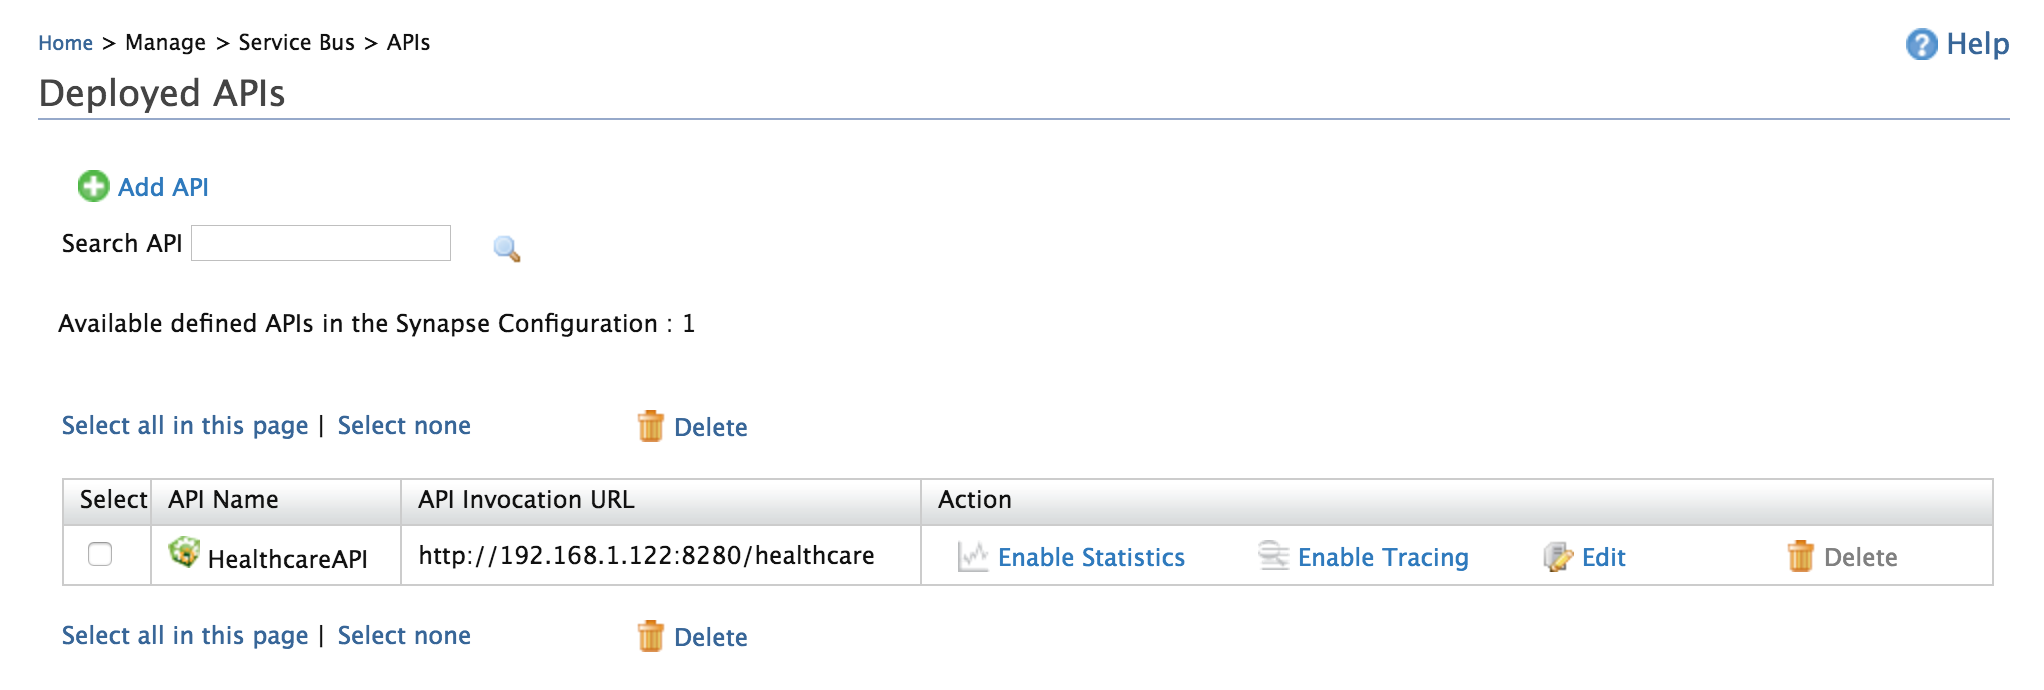 Home > Manage > Service Bus > APIs
Help
Deployed APIs
Add API
Search API
Available defined APIs in the Synapse Configuration : 1
Select all in this page | Select none Delete
Select API Name API Invocation URL Action
HealthcareAPI http://192.168.1.122:8280/healthcare Enable Statistics Enable Tracing Edit Delete
Select all in this page | Select none Delete